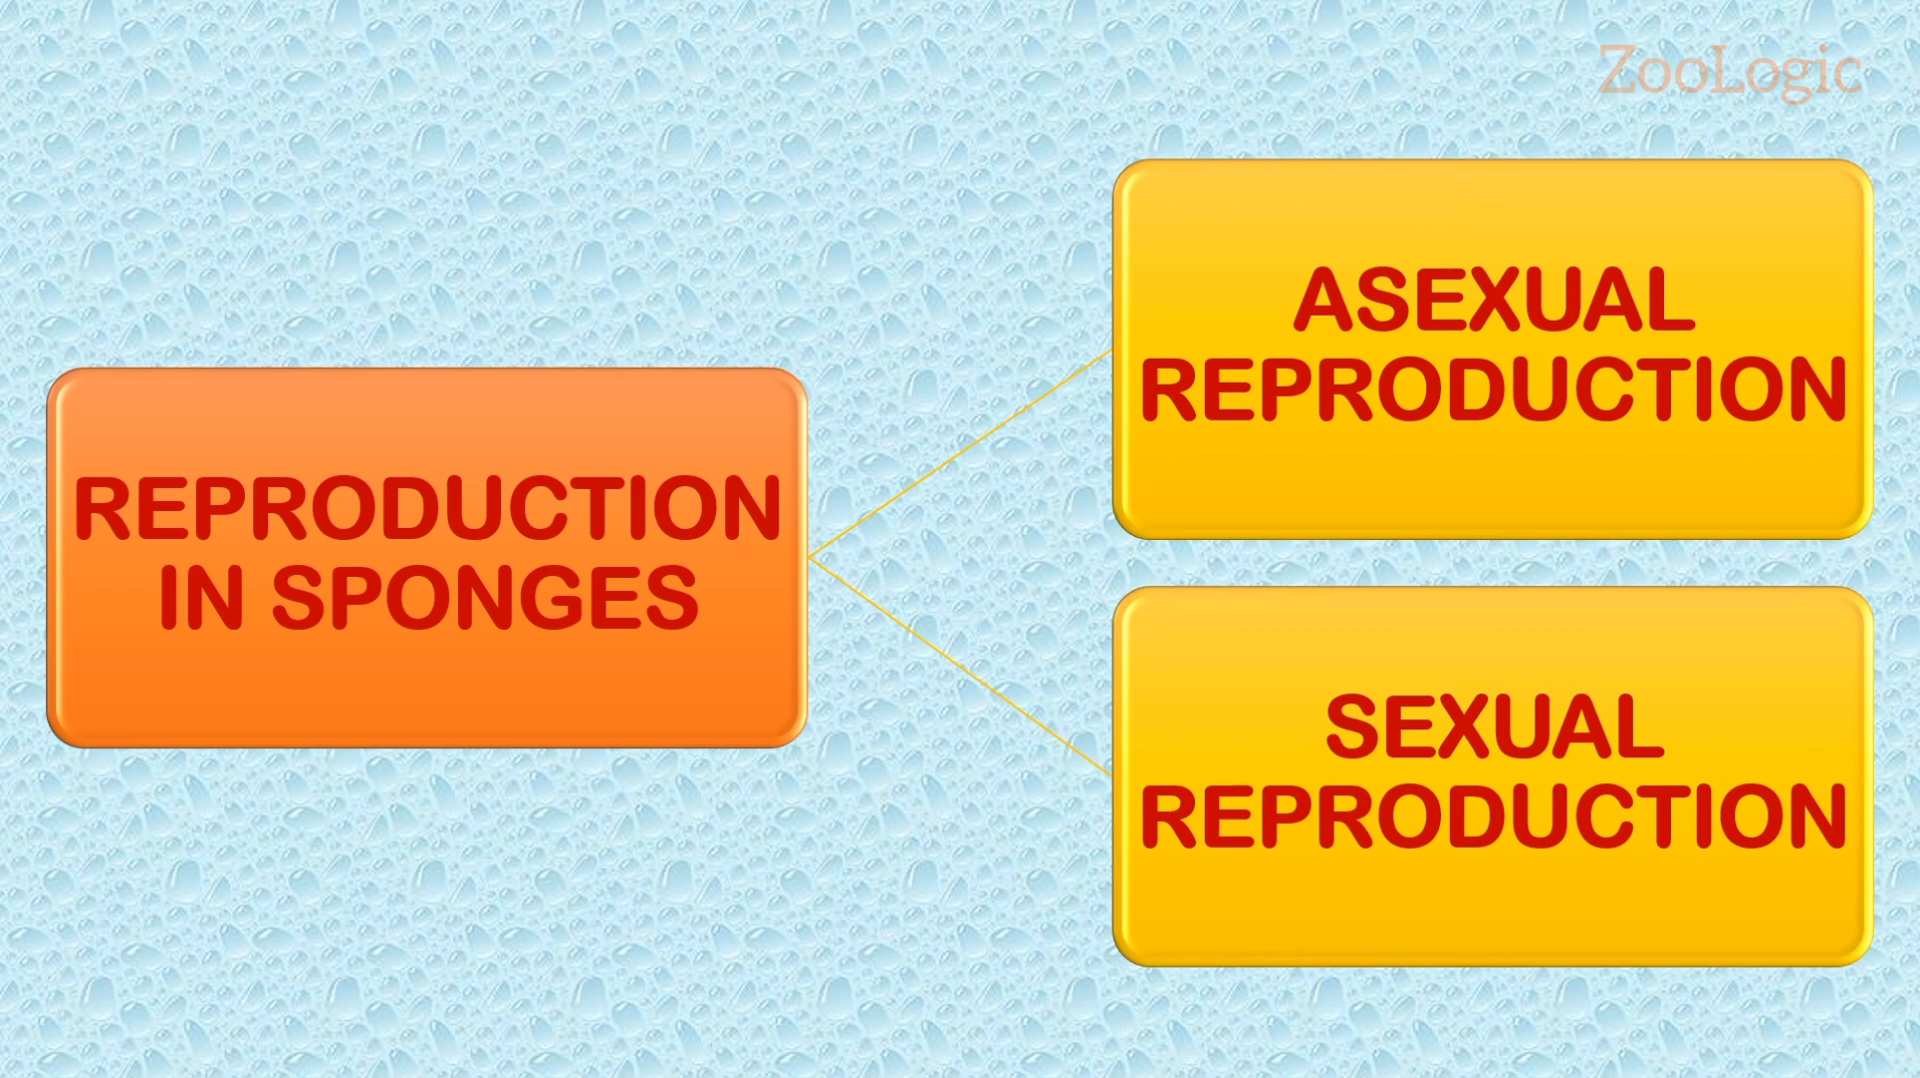 ZooLogic
REPRODUCTION
IN SPONGES
ASEXUAL
REPRODUCTION
SEXUAL
REPRODUCTION